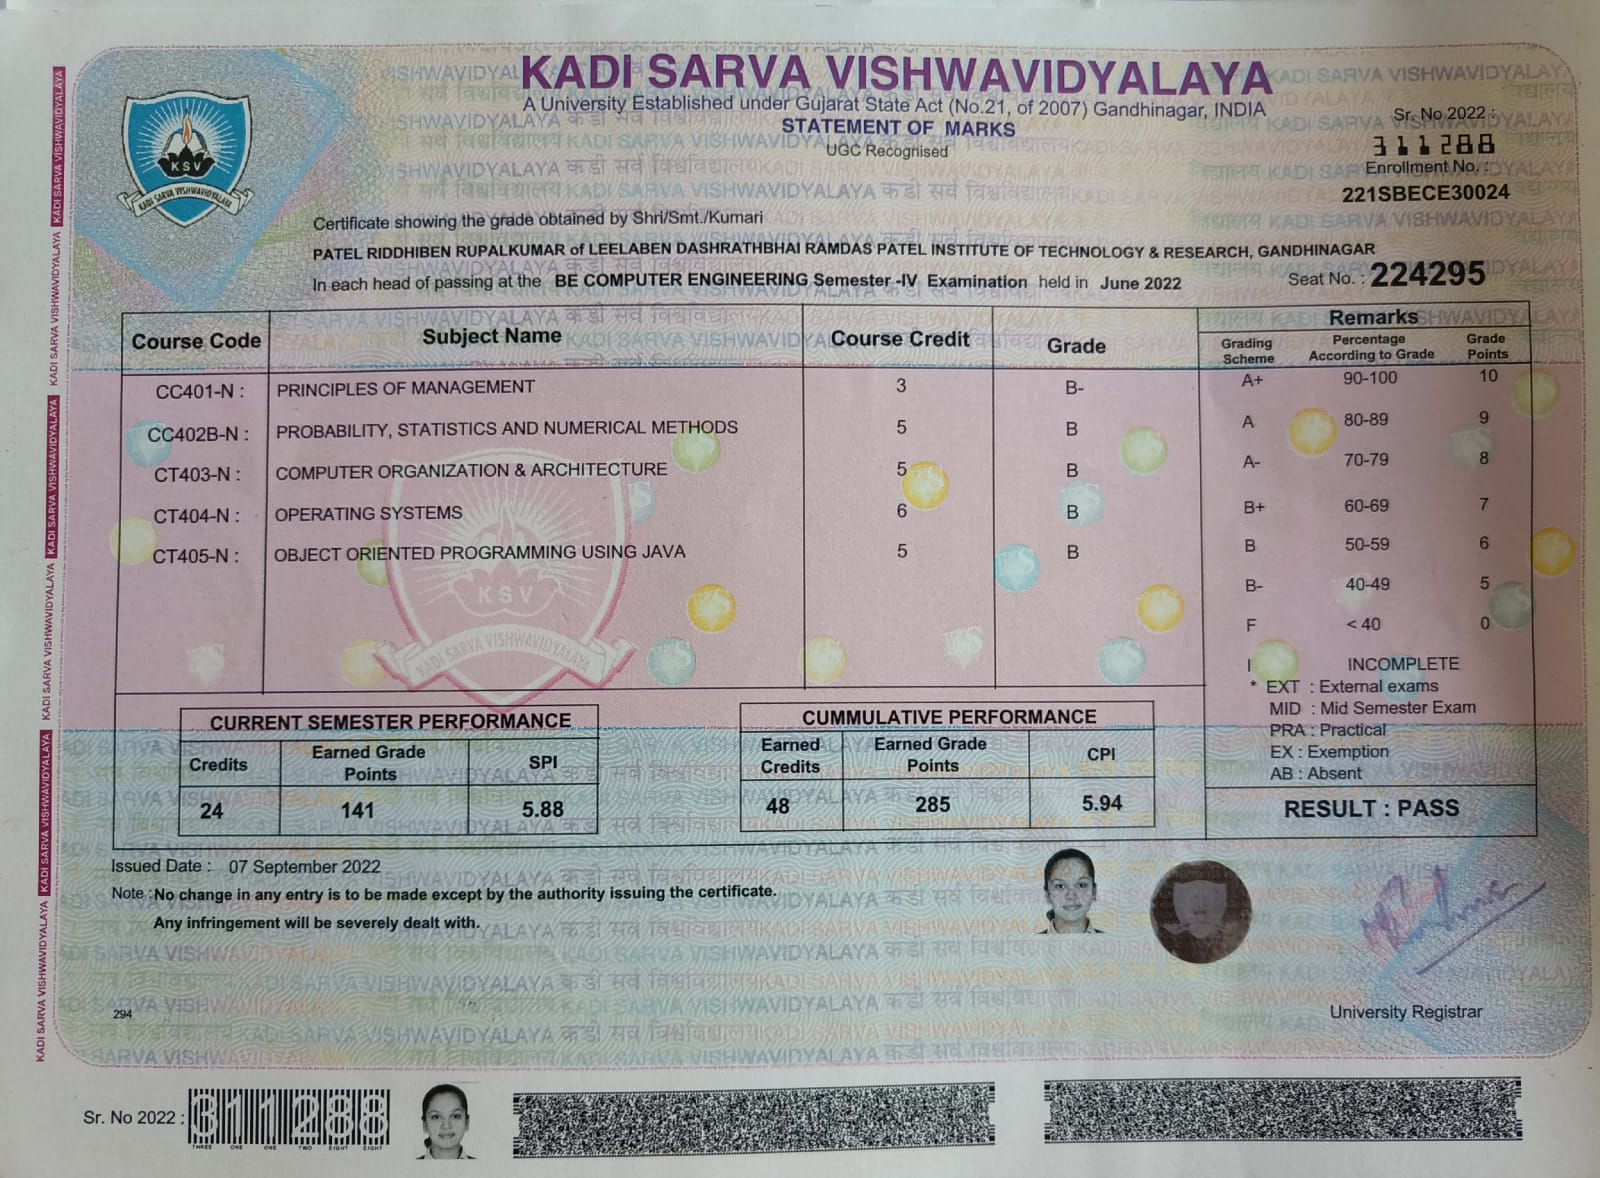 KADI SARVA VISHWAVIDYALAYA
A University Established under Gujarat State Act (No.21, of 2007) Gandhinagar, INDIA
STATEMENT OF MARKS
UGC Recognised
Sr. No 2022 :
311288
Enrollment No. :
221SBECE30024
KSV
KADI SARVA VISHWAVIDYALAYA
Certificate showing the grade obtained by Shri/Smt./Kumari
PATEL RIDDHIBEN RUPALKUMAR of LEELABEN DASHRATHBHAI RAMDAS PATEL INSTITUTE OF TECHNOLOGY & RESEARCH, GANDHINAGAR
In each head of passing at the BE COMPUTER ENGINEERING Semester -IV Examination held in June 2022 Seat No. : 224295
Course Code Subject Name Course Credit Grade
CC401-N : PRINCIPLES OF MANAGEMENT 3 B-
CC402B-N : PROBABILITY, STATISTICS AND NUMERICAL METHODS 5 B
CT403-N : COMPUTER ORGANIZATION & ARCHITECTURE 5 B
CT404-N : OPERATING SYSTEMS 6 B
CT405-N : OBJECT ORIENTED PROGRAMMING USING JAVA 5 B
KSV
KADI SARVA VISHWAVIDYALAYA
Remarks
Grading Scheme Percentage According to Grade Grade Points
A+ 90-100 10
A 80-89 9
A- 70-79 8
B+ 60-69 7
B 50-59 6
B- 40-49 5
F < 40 0
I INCOMPLETE
* EXT : External exams
MID : Mid Semester Exam
PRA : Practical
EX : Exemption
AB : Absent
RESULT : PASS
CURRENT SEMESTER PERFORMANCE
Credits Earned Grade Points SPI
24 141 5.88
CUMMULATIVE PERFORMANCE
Earned Credits Earned Grade Points CPI
48 285 5.94
Issued Date : 07 September 2022
Note : No change in any entry is to be made except by the authority issuing the certificate.
Any infringement will be severely dealt with.
294
University Registrar
Sr. No 2022 : 311288
THREE ONE ONE TWO EIGHT EIGHT